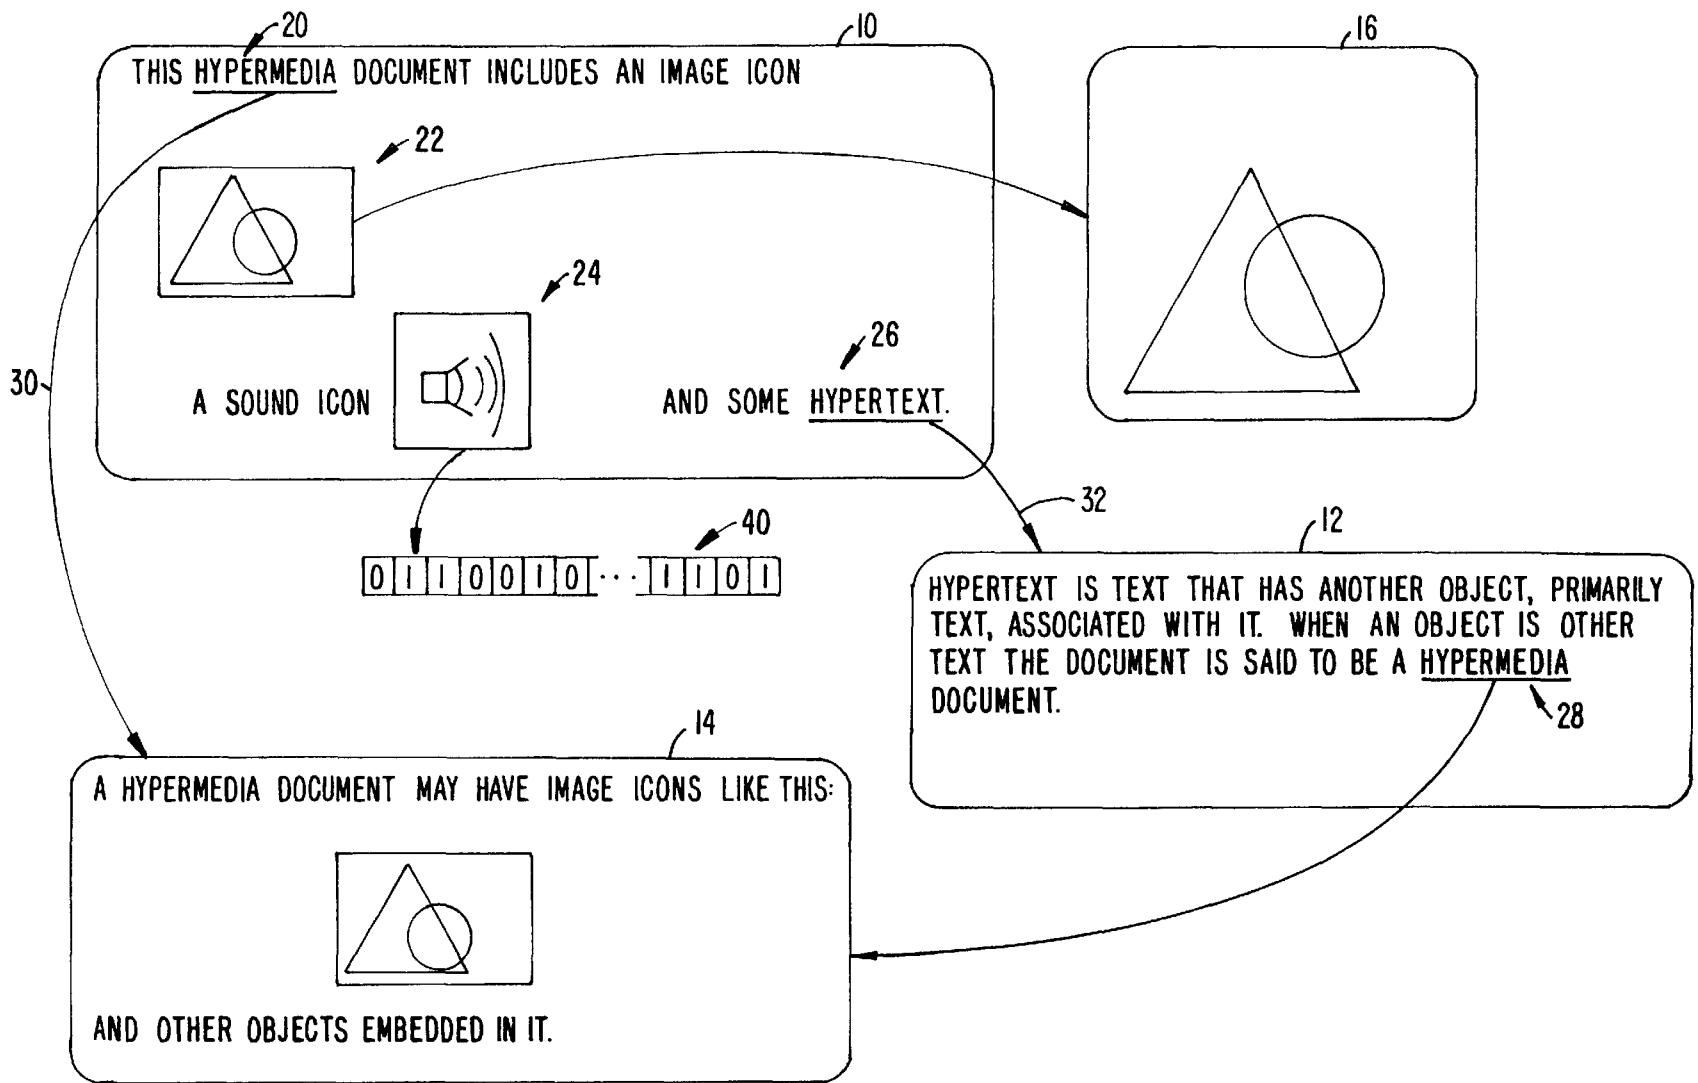 20
10
16
THIS HYPERMEDIA DOCUMENT INCLUDES AN IMAGE ICON
22
24
26
30
A SOUND ICON
AND SOME HYPERTEXT.
32
40
12
0 1 1 0 0 1 0 ... 1 1 0 1
HYPERTEXT IS TEXT THAT HAS ANOTHER OBJECT, PRIMARILY
TEXT, ASSOCIATED WITH IT. WHEN AN OBJECT IS OTHER
TEXT THE DOCUMENT IS SAID TO BE A HYPERMEDIA
DOCUMENT.
28
14
A HYPERMEDIA DOCUMENT MAY HAVE IMAGE ICONS LIKE THIS:
AND OTHER OBJECTS EMBEDDED IN IT.